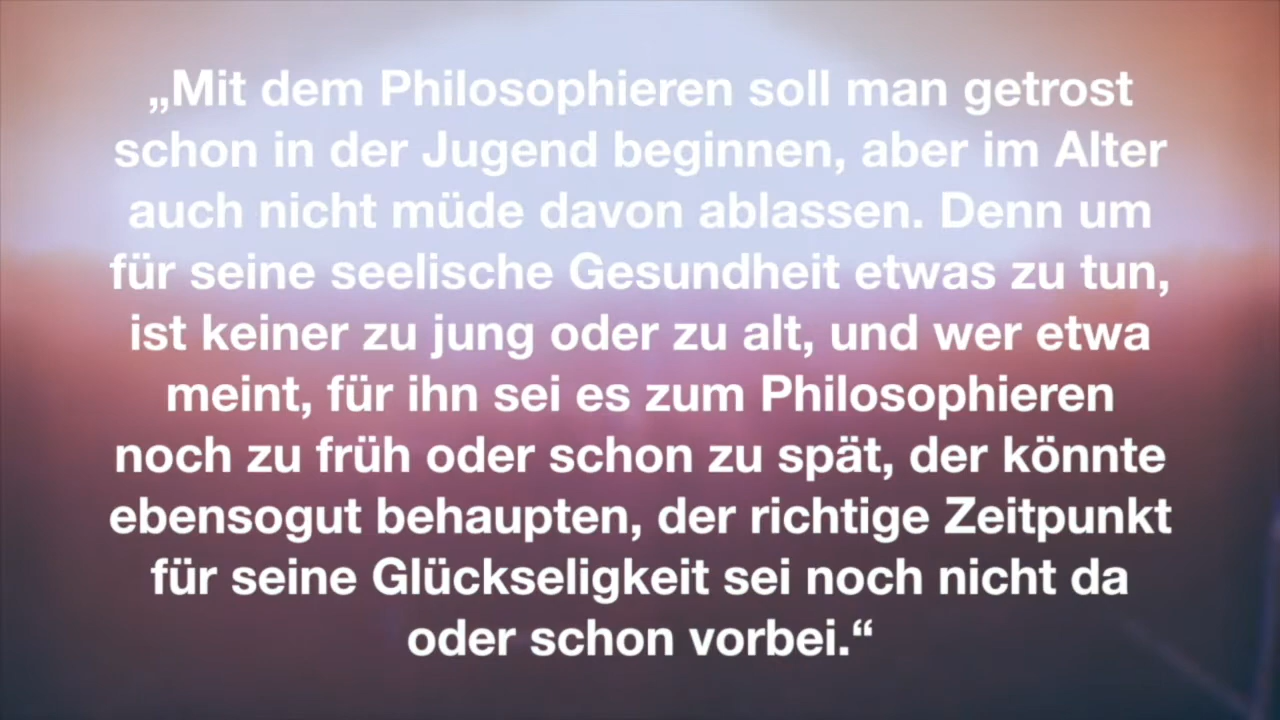 „Mit dem Philosophieren soll man getrost
schon in der Jugend beginnen, aber im Alter
auch nicht müde davon ablassen. Denn um
für seine seelische Gesundheit etwas zu tun,
ist keiner zu jung oder zu alt, und wer etwa
meint, für ihn sei es zum Philosophieren
noch zu früh oder schon zu spät, der könnte
ebensogut behaupten, der richtige Zeitpunkt
für seine Glückseligkeit sei noch nicht da
oder schon vorbei.“